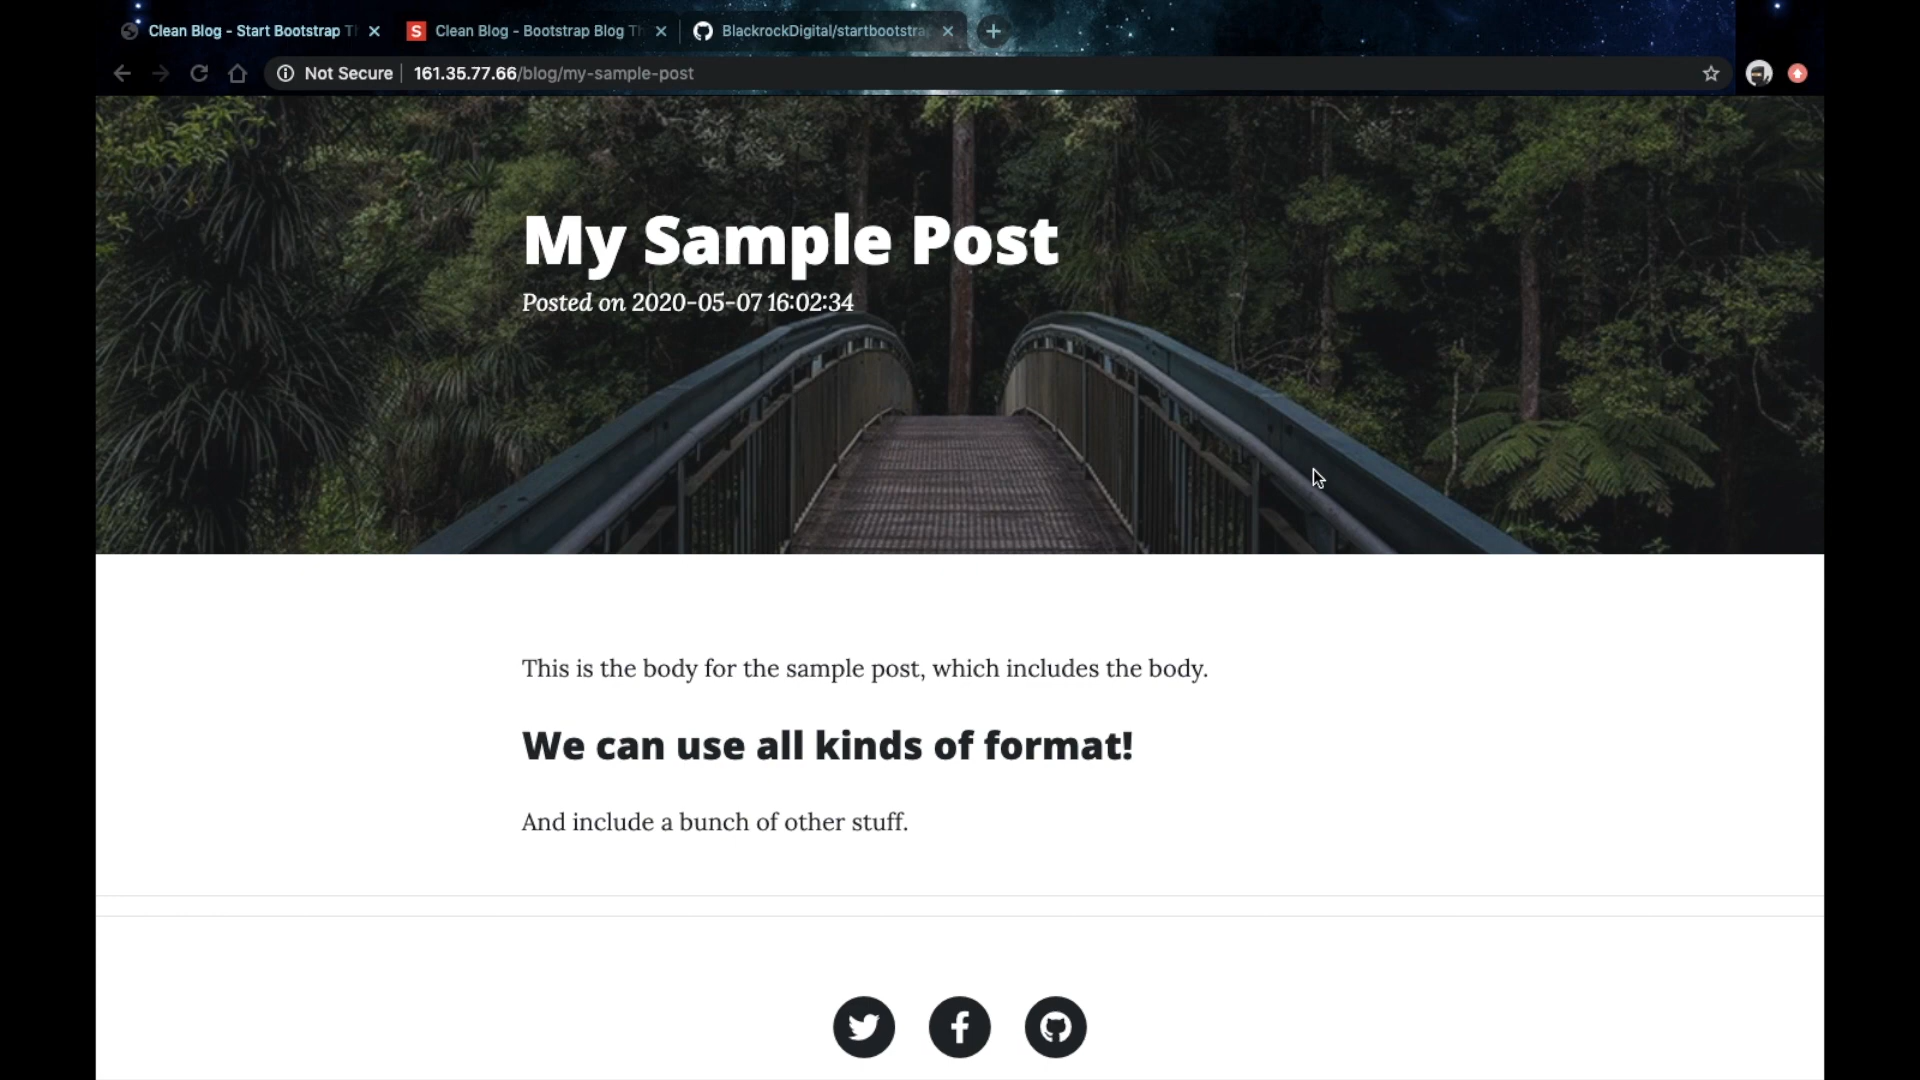 Clean Blog - Start Bootstrap
Clean Blog - Bootstrap Blog
BlackrockDigital/startbootstra
Not Secure
161.35.77.66/blog/my-sample-post
My Sample Post
Posted on 2020-05-07 16:02:34
This is the body for the sample post, which includes the body.
We can use all kinds of format!
And include a bunch of other stuff.